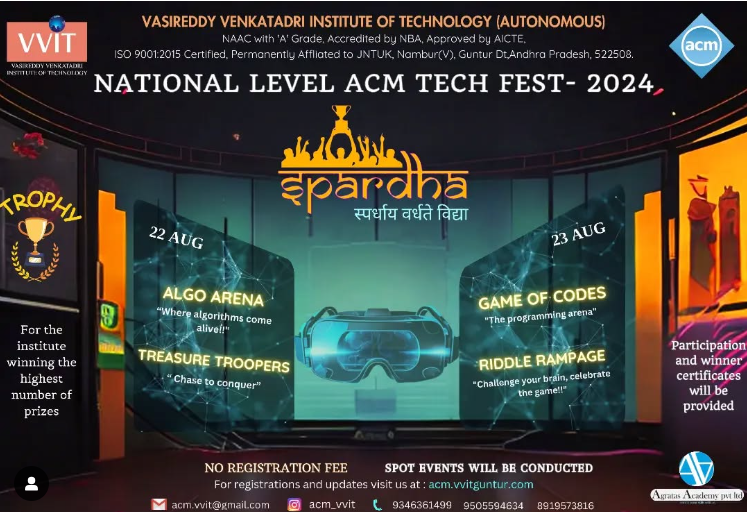 VVIT
VASIREDDY VENKATADRI
INSTITUTE OF TECHNOLOGY
VASIREDDY VENKATADRI INSTITUTE OF TECHNOLOGY (AUTONOMOUS)
NAAC with 'A' Grade, Accredited by NBA, Approved by AICTE,
ISO 9001:2015 Certified, Permanently Affliated to JNTUK, Nambur(V), Guntur Dt,Andhra Pradesh, 522508.
acm
NATIONAL LEVEL ACM TECH FEST- 2024
spardha
स्पर्धाय वर्धते विद्या
TROPHY
For the
institute
winning the
highest
number of
prizes
22 AUG
ALGO ARENA
"Where algorithms come
alive!!"
TREASURE TROOPERS
" Chase to conquer"
23 AUG
GAME OF CODES
"The programming arena"
RIDDLE RAMPAGE
"Challenge your brain, celebrate
the game!!"
Participation
and winner
certificates
will be
provided
NO REGISTRATION FEE SPOT EVENTS WILL BE CONDUCTED
For registrations and updates visit us at : acm.vvitguntur.com
acm.vvit@gmail.com acm_vvit 9346361499 9505594634 8919573816
Agratas Academy pvt ltd